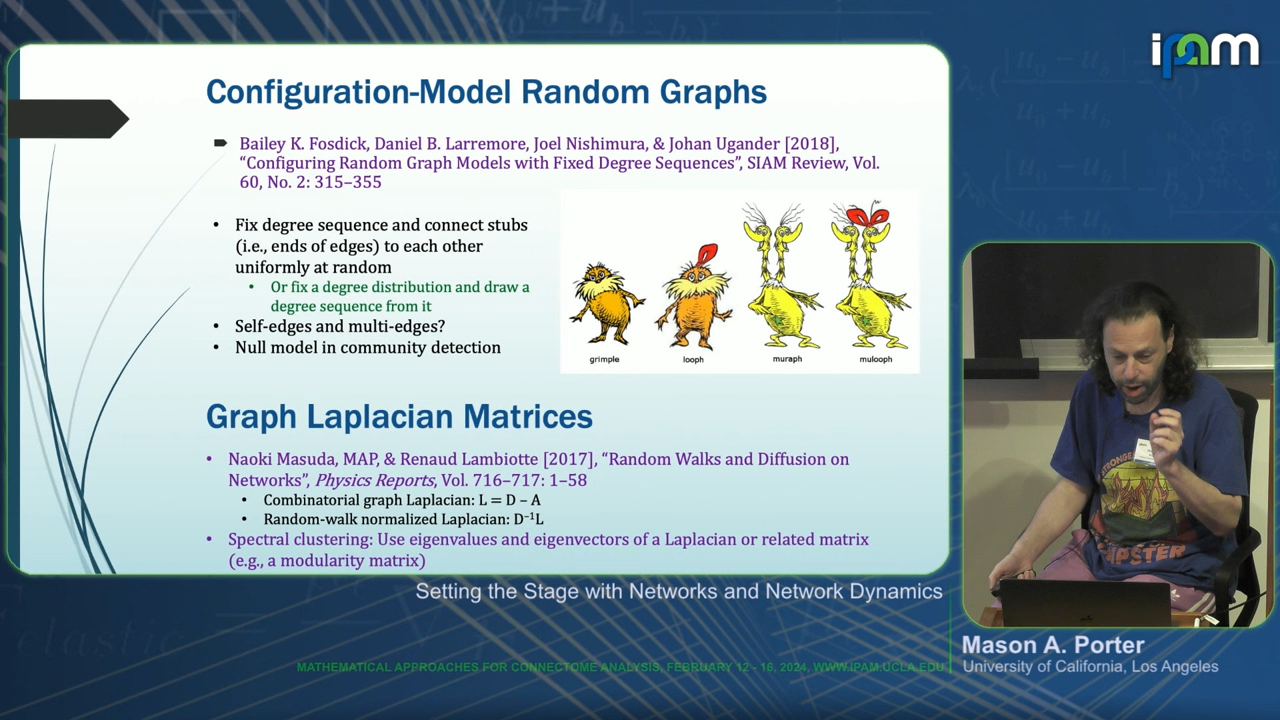 ipam
Configuration-Model Random Graphs
Bailey K. Fosdick, Daniel B. Larremore, Joel Nishimura, & Johan Ugander [2018],
“Configuring Random Graph Models with Fixed Degree Sequences”, SIAM Review, Vol.
60, No. 2: 315–355
• Fix degree sequence and connect stubs
(i.e., ends of edges) to each other
uniformly at random
• Or fix a degree distribution and draw a
degree sequence from it
• Self-edges and multi-edges?
• Null model in community detection
grimple
looph
muraph
mulooph
Graph Laplacian Matrices
• Naoki Masuda, MAP, & Renaud Lambiotte [2017], “Random Walks and Diffusion on
Networks”, Physics Reports, Vol. 716–717: 1–58
• Combinatorial graph Laplacian: L = D – A
• Random-walk normalized Laplacian: D⁻¹L
• Spectral clustering: Use eigenvalues and eigenvectors of a Laplacian or related matrix
(e.g., a modularity matrix)
Setting the Stage with Networks and Network Dynamics
Mason A. Porter
University of California, Los Angeles
MATHEMATICAL APPROACHES FOR CONNECTOME ANALYSIS, FEBRUARY 12 - 16, 2024, WWW.IPAM.UCLA.EDU
elastic